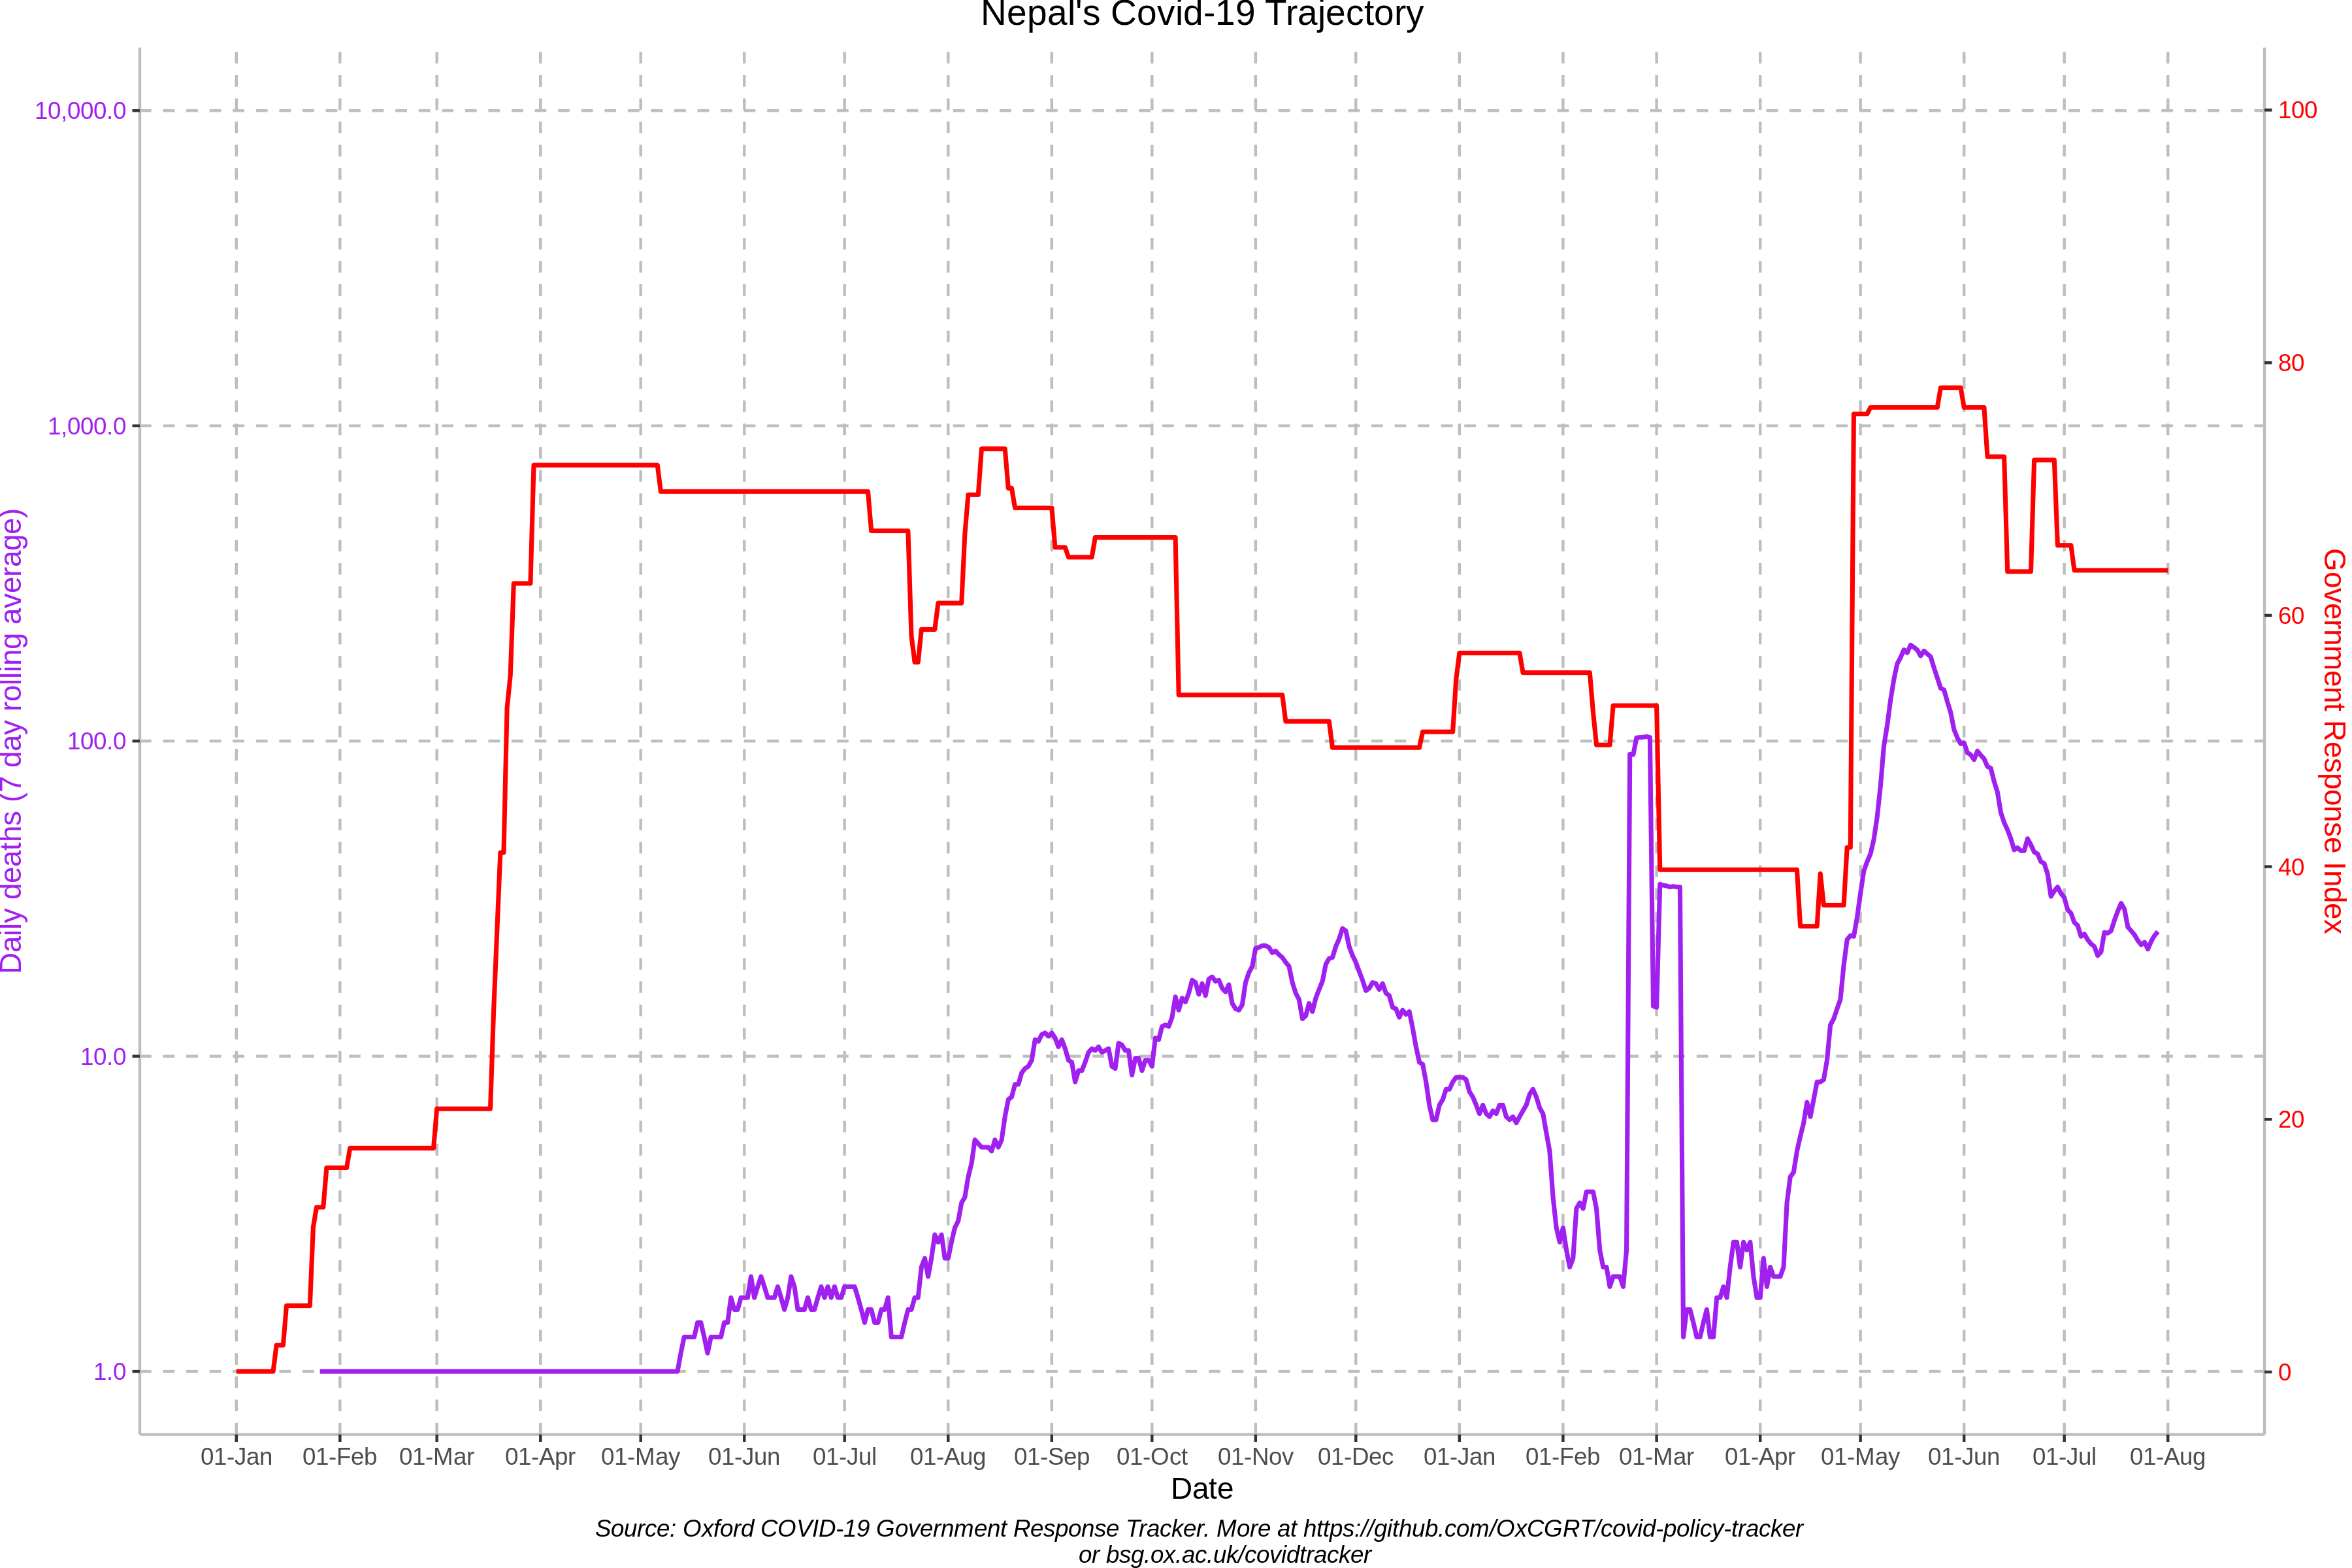 Nepal's Covid-19 Trajectory
10,000.0
1,000.0
100.0
10.0
1.0
Daily deaths (7 day rolling average)
100
80
60
40
20
0
Government Response Index
01-Jan 01-Feb 01-Mar 01-Apr 01-May 01-Jun 01-Jul 01-Aug 01-Sep 01-Oct 01-Nov 01-Dec 01-Jan 01-Feb 01-Mar 01-Apr 01-May 01-Jun 01-Jul 01-Aug
Date
Source: Oxford COVID-19 Government Response Tracker. More at https://github.com/OxCGRT/covid-policy-tracker
or bsg.ox.ac.uk/covidtracker